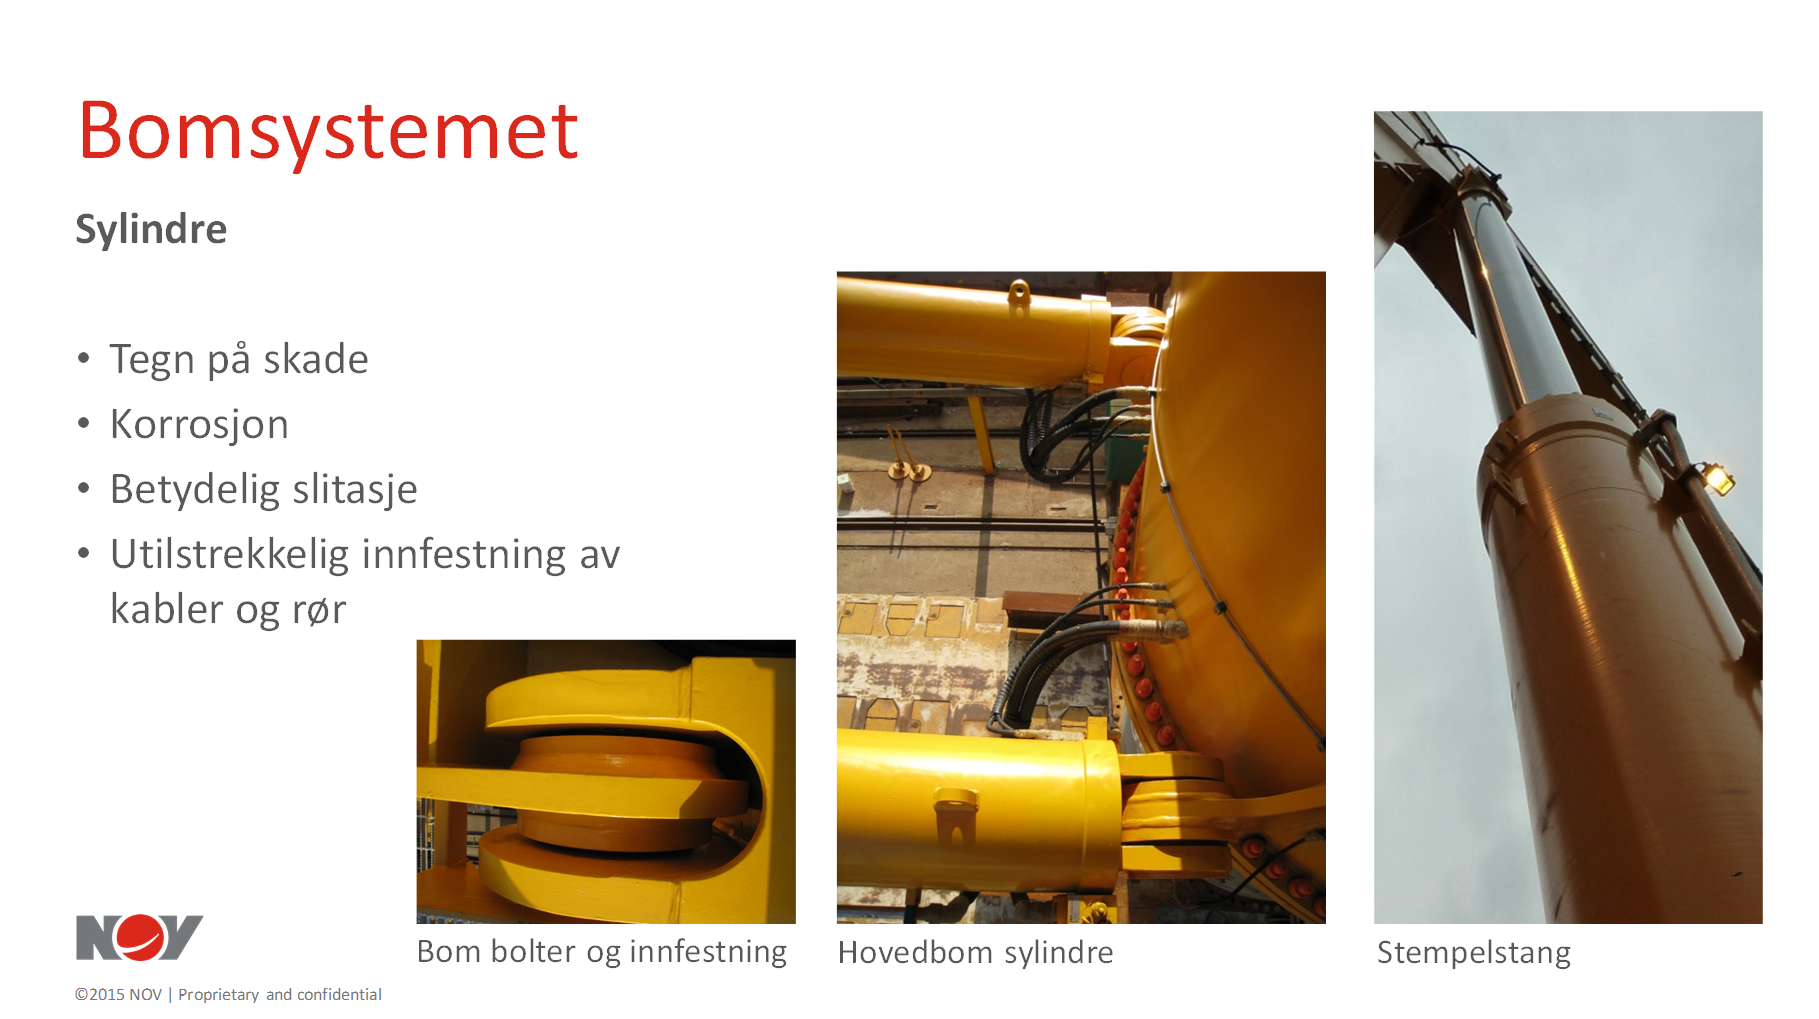 Bomsystemet
Sylindre
• Tegn på skade
• Korrosjon
• Betydelig slitasje
• Utilstrekkelig innfestning av
kabler og rør
Bom bolter og innfestning
Hovedbom sylindre
Stempelstang
NOV
©2015 NOV | Proprietary and confidential